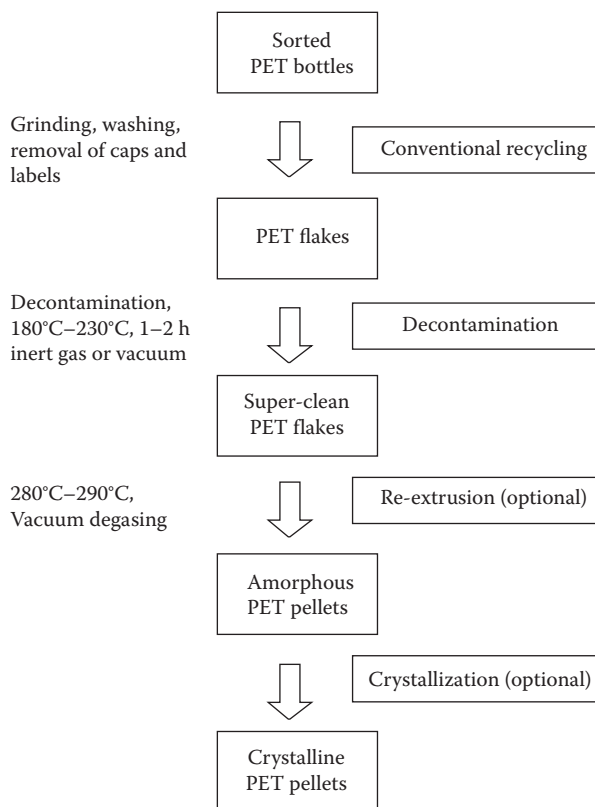 Sorted
PET bottles
Grinding, washing,
removal of caps and
labels
Conventional recycling
PET flakes
Decontamination,
180°C–230°C, 1–2 h
inert gas or vacuum
Decontamination
Super-clean
PET flakes
280°C–290°C,
Vacuum degasing
Re-extrusion (optional)
Amorphous
PET pellets
Crystallization (optional)
Crystalline
PET pellets